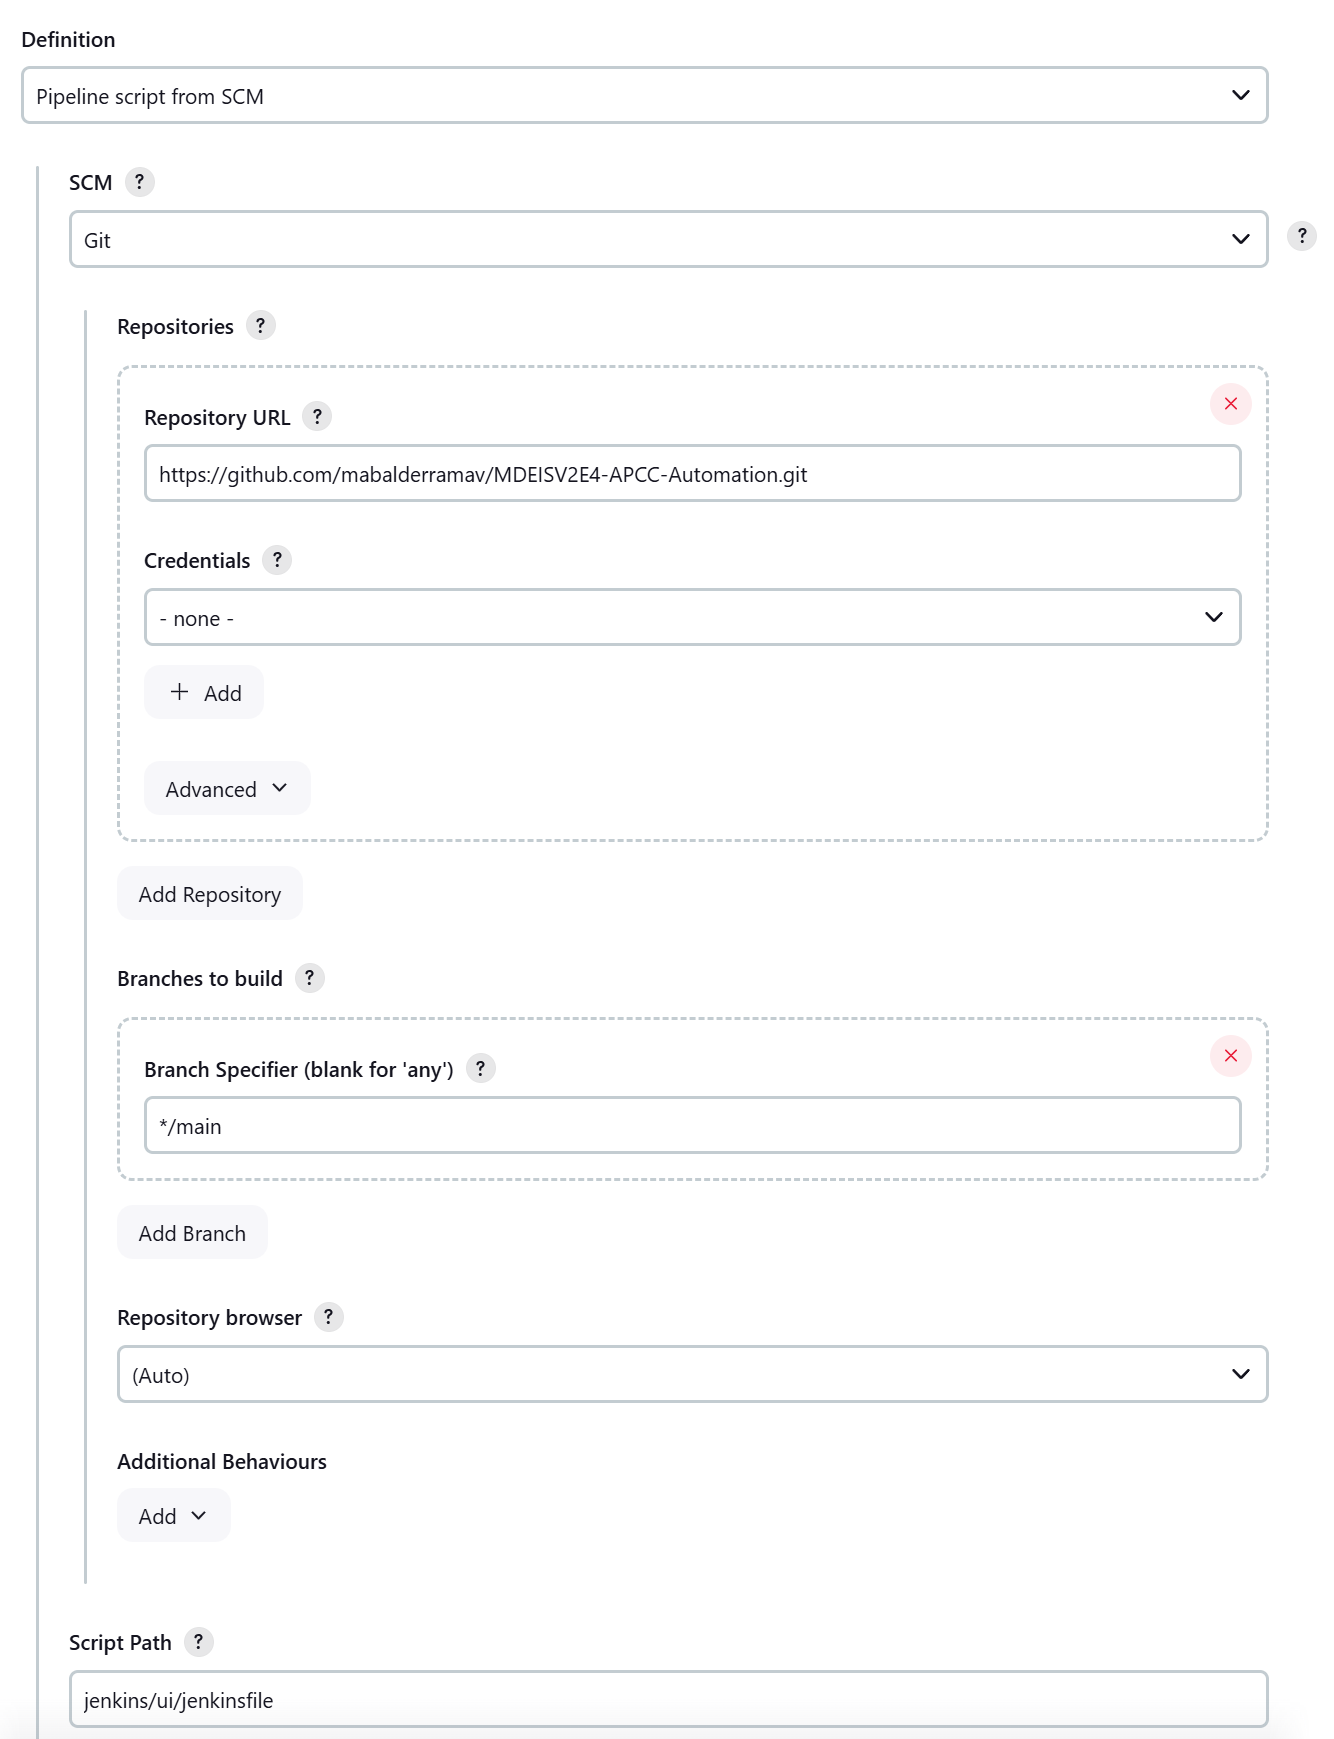 Definition
Pipeline script from SCM
SCM ?
Git
?
Repositories ?
Repository URL ?
https://github.com/mabalderramav/MDEISV2E4-APCC-Automation.git
Credentials ?
- none -
+ Add
Advanced
Add Repository
Branches to build ?
Branch Specifier (blank for 'any') ?
*/main
Add Branch
Repository browser ?
(Auto)
Additional Behaviours
Add
Script Path ?
jenkins/ui/jenkinsfile